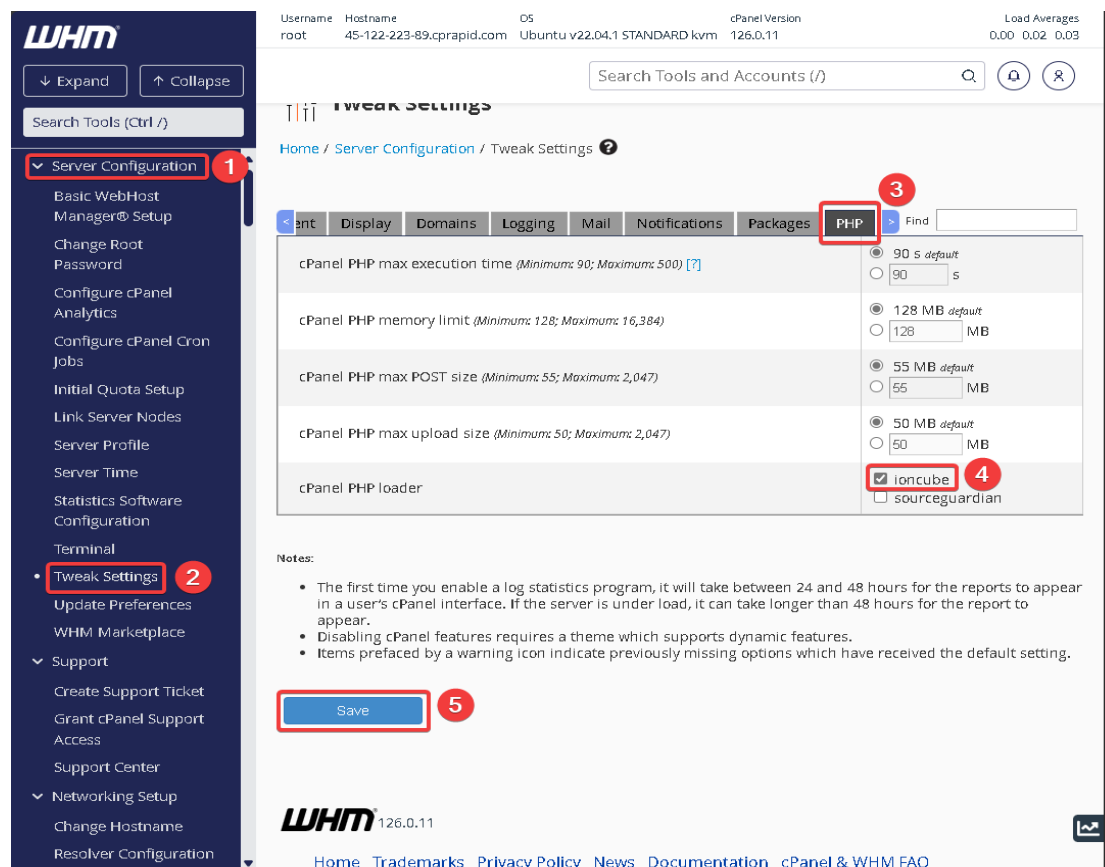 WHM
↓ Expand
↑ Collapse
Search Tools (Ctrl /)
Server Configuration
1
Basic WebHost
Manager® Setup
Change Root
Password
Configure cPanel
Analytics
Configure cPanel Cron
Jobs
Initial Quota Setup
Link Server Nodes
Server Profile
Server Time
Statistics Software
Configuration
Terminal
Tweak Settings
2
Update Preferences
WHM Marketplace
Support
Create Support Ticket
Grant cPanel Support
Access
Support Center
Networking Setup
Change Hostname
Resolver Configuration
Username Hostname OS cPanel Version Load Averages
root 45-122-223-89.cprapid.com Ubuntu v22.04.1 STANDARD kvm 126.0.11 0.00 0.02 0.03
Search Tools and Accounts (/)
Tweak Settings
Home / Server Configuration / Tweak Settings ?
3
< ent Display Domains Logging Mail Notifications Packages PHP > Find
cPanel PHP max execution time (Minimum: 90; Maximum: 500) [?]
90 s default
90 s
cPanel PHP memory limit (Minimum: 128; Maximum: 16,384)
128 MB default
128 MB
cPanel PHP max POST size (Minimum: 55; Maximum: 2,047)
55 MB default
55 MB
cPanel PHP max upload size (Minimum: 50; Maximum: 2,047)
50 MB default
50 MB
cPanel PHP loader
ioncube
4
sourceguardian
Notes:
• The first time you enable a log statistics program, it will take between 24 and 48 hours for the reports to appear
in a user's cPanel interface. If the server is under load, it can take longer than 48 hours for the report to
appear.
• Disabling cPanel features requires a theme which supports dynamic features.
• Items prefaced by a warning icon indicate previously missing options which have received the default setting.
Save
5
WHM 126.0.11
Home Trademarks Privacy Policy News Documentation cPanel & WHM FAQ